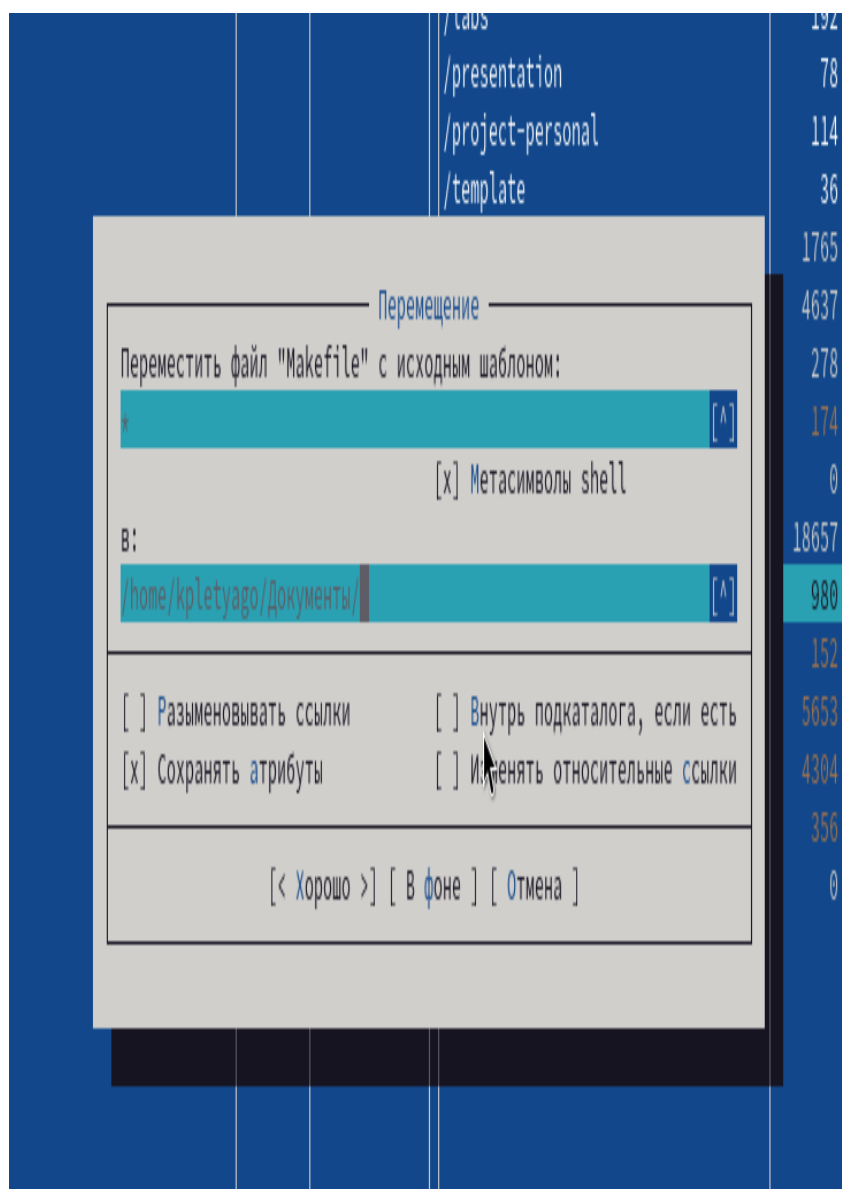 /labs 192
/presentation 78
/project-personal 114
/template 36
1765
Перемещение 4637
Переместить файл "Makefile" с исходным шаблоном: 278
* [^] 174
[x] Метасимволы shell 0
в: 18657
/home/kpletyago/Документы/ [^] 980
152
[ ] Разыменовывать ссылки [ ] Внутрь подкаталога, если есть 5653
[x] Сохранять атрибуты [ ] Изменять относительные ссылки 4304
356
[< Хорошо >] [ В фоне ] [ Отмена ] 0